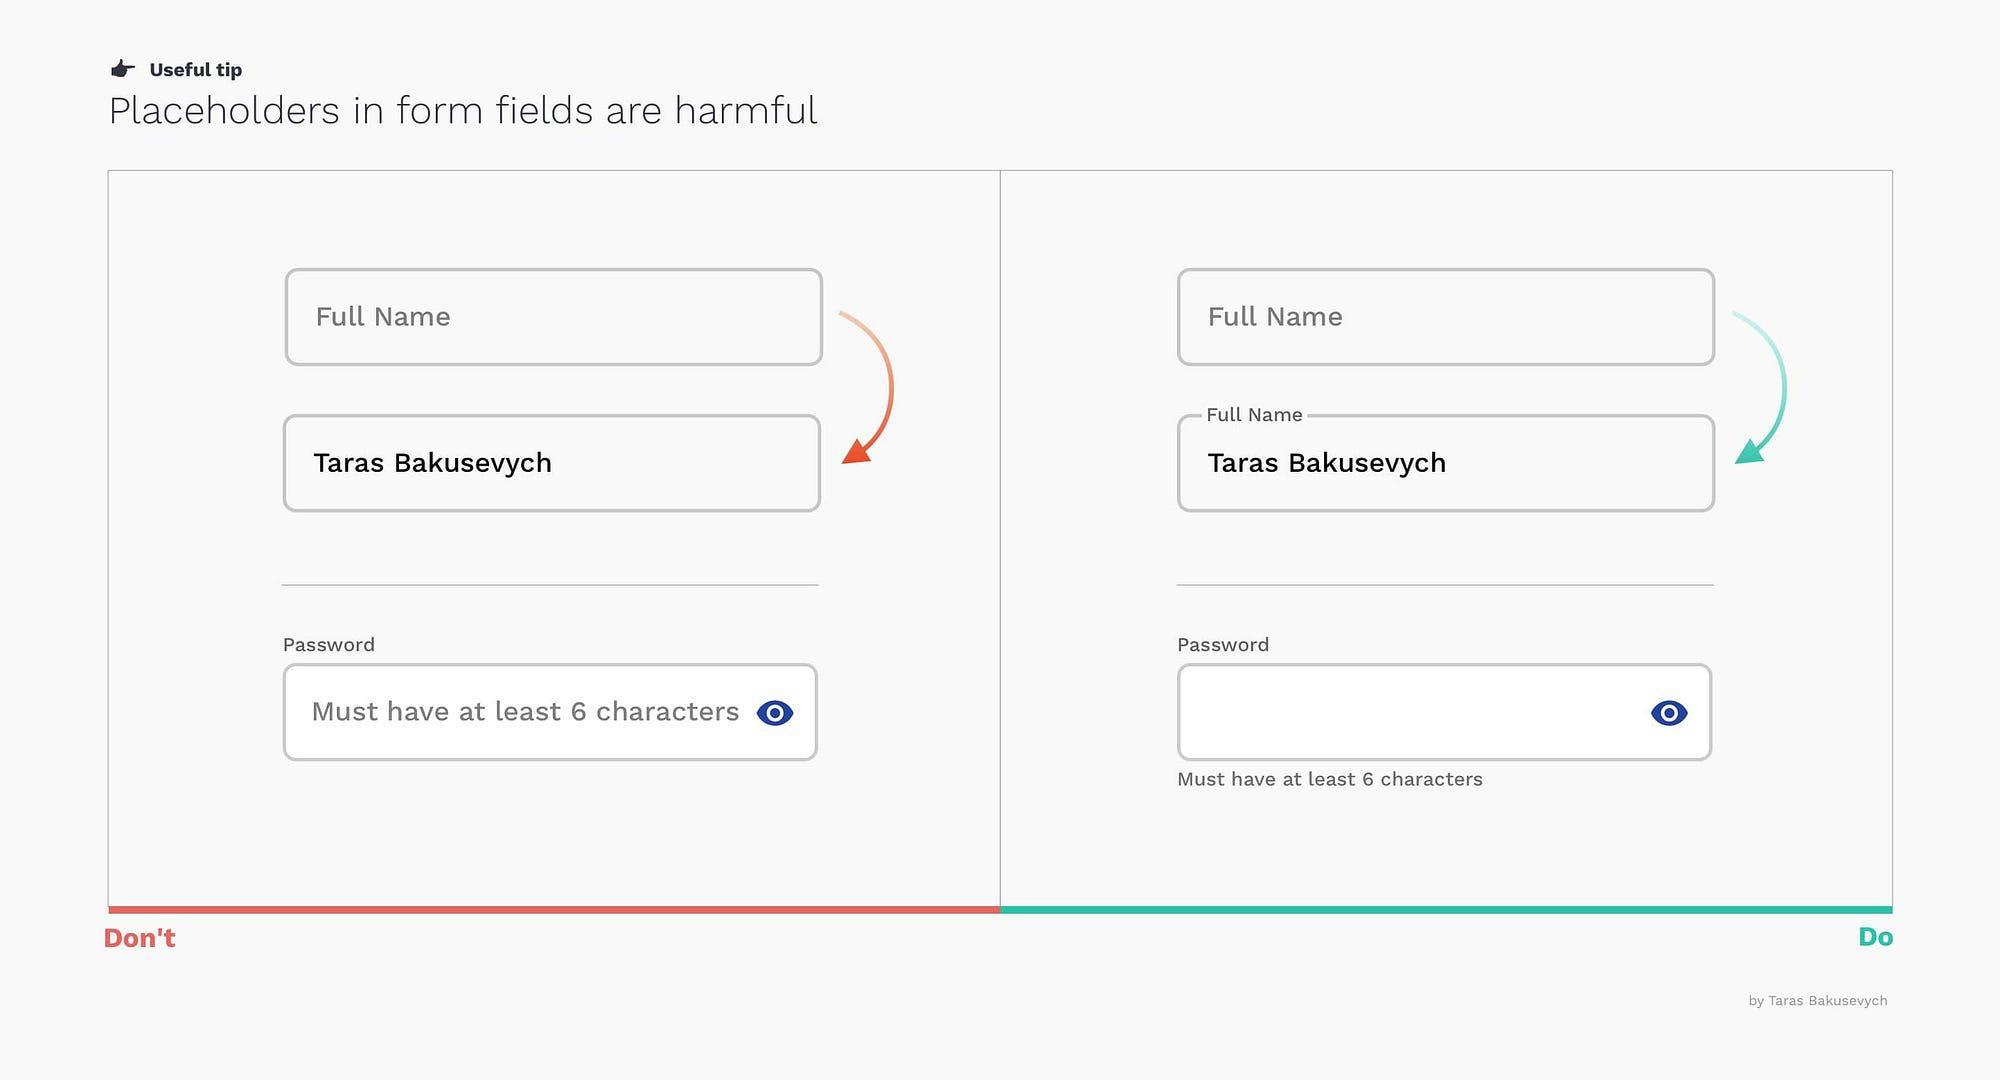 Useful tip
Placeholders in form fields are harmful
Full Name
Taras Bakusevych
Password
Must have at least 6 characters
Full Name
Full Name
Taras Bakusevych
Password
Must have at least 6 characters
Don't
Do
by Taras Bakusevych